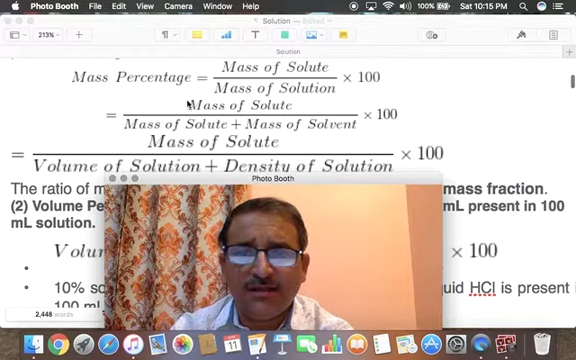 Photo Booth File Edit View Camera Window Help 100% Sat 10:15 PM
Solution — Edited
213%
Solution
Mass Percentage = Mass of Solute / Mass of Solution × 100
= Mass of Solute / Mass of Solute + Mass of Solvent × 100
= Mass of Solute / Volume of Solution + Density of Solution × 100
Photo Booth
The ratio of m mass fraction.
(2) Volume Pe mL present in 100
mL solution.
Volum × 100
10% so quid HCl is present i
100 ml
2,448 words